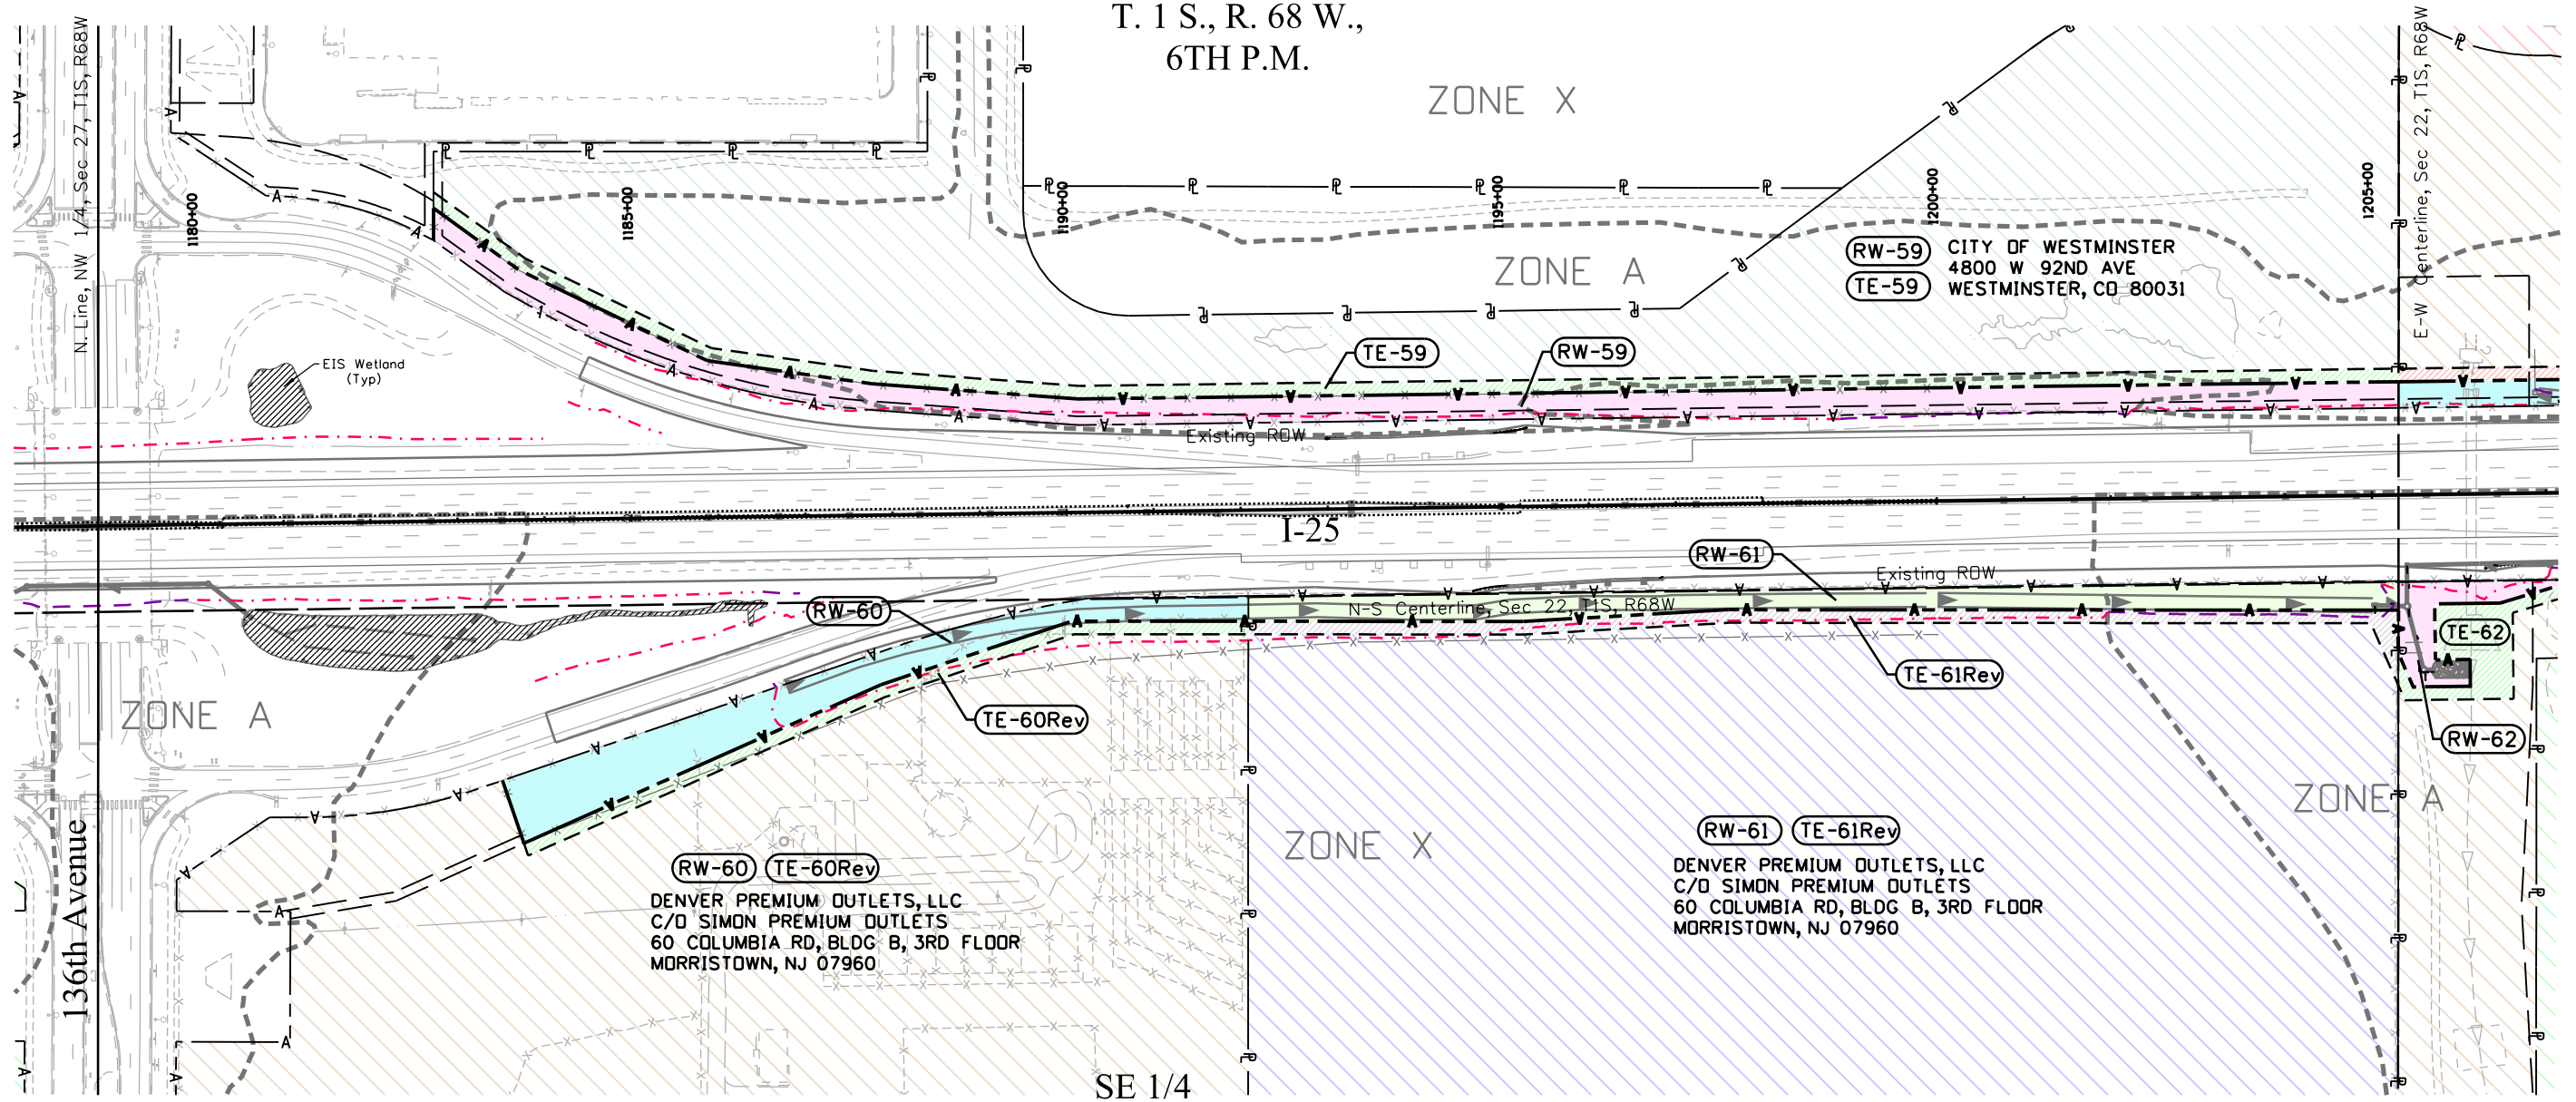 T. 1 S., R. 68 W.,
6TH P.M.
N. Line, NW 1/4, Sec 27, T1S, R68W
E-W Centerline, Sec 22, T1S, R68W
ZONE X
1180+00
1185+00
1190+00
1195+00
1200+00
1205+00
ZONE A
RW-59
TE-59
CITY OF WESTMINSTER
4800 W 92ND AVE
WESTMINSTER, CO 80031
EIS Wetland
(Typ)
TE-59
RW-59
Existing ROW
I-25
RW-61
Existing ROW
RW-60
N-S Centerline, Sec 22, T1S, R68W
TE-62
TE-61Rev
TE-60Rev
RW-62
ZONE A
ZONE A
ZONE X
136th Avenue
RW-60 TE-60Rev
DENVER PREMIUM OUTLETS, LLC
C/O SIMON PREMIUM OUTLETS
60 COLUMBIA RD, BLDG B, 3RD FLOOR
MORRISTOWN, NJ 07960
RW-61 TE-61Rev
DENVER PREMIUM OUTLETS, LLC
C/O SIMON PREMIUM OUTLETS
60 COLUMBIA RD, BLDG B, 3RD FLOOR
MORRISTOWN, NJ 07960
SE 1/4